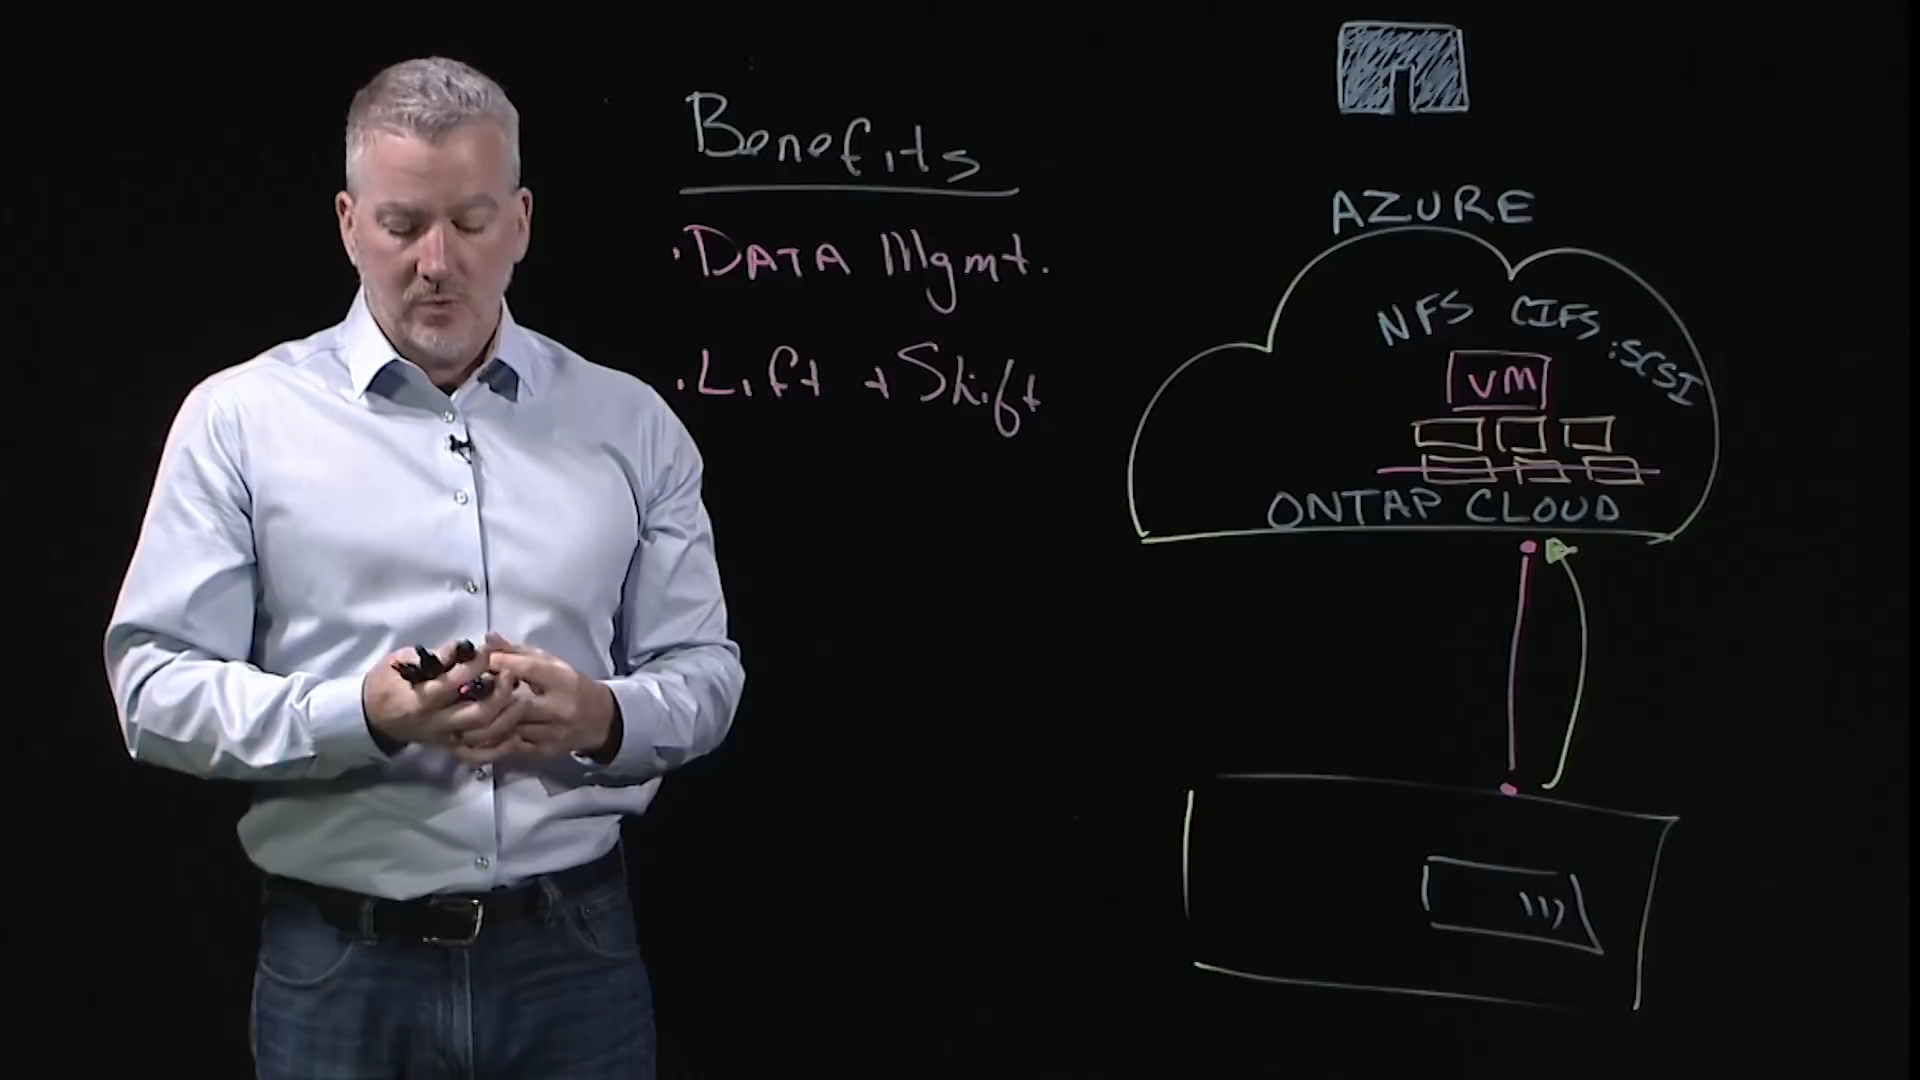 Benefits
· DATA Mgmt.
· Lift + Shift
AZURE
NFS CIFS iSCSI
VM
ONTAP CLOUD